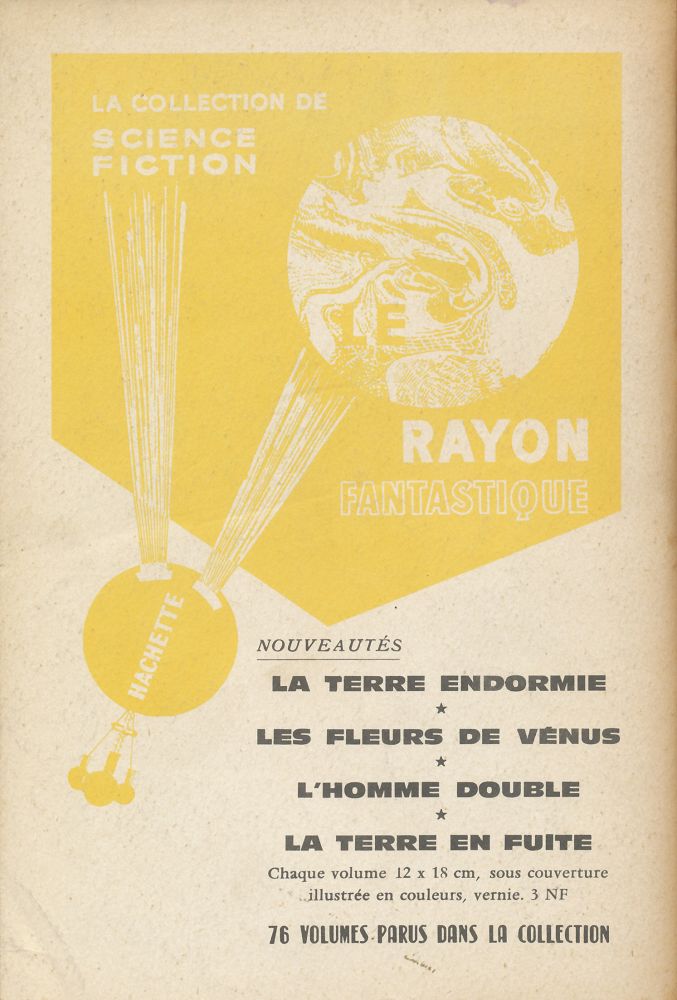 LA COLLECTION DE
SCIENCE
FICTION
LE
RAYON
FANTASTIQUE
HACHETTE
NOUVEAUTÉS
LA TERRE ENDORMIE
★
LES FLEURS DE VÉNUS
★
L'HOMME DOUBLE
★
LA TERRE EN FUITE
Chaque volume 12 x 18 cm, sous couverture
illustrée en couleurs, vernie. 3 NF
76 VOLUMES PARUS DANS LA COLLECTION